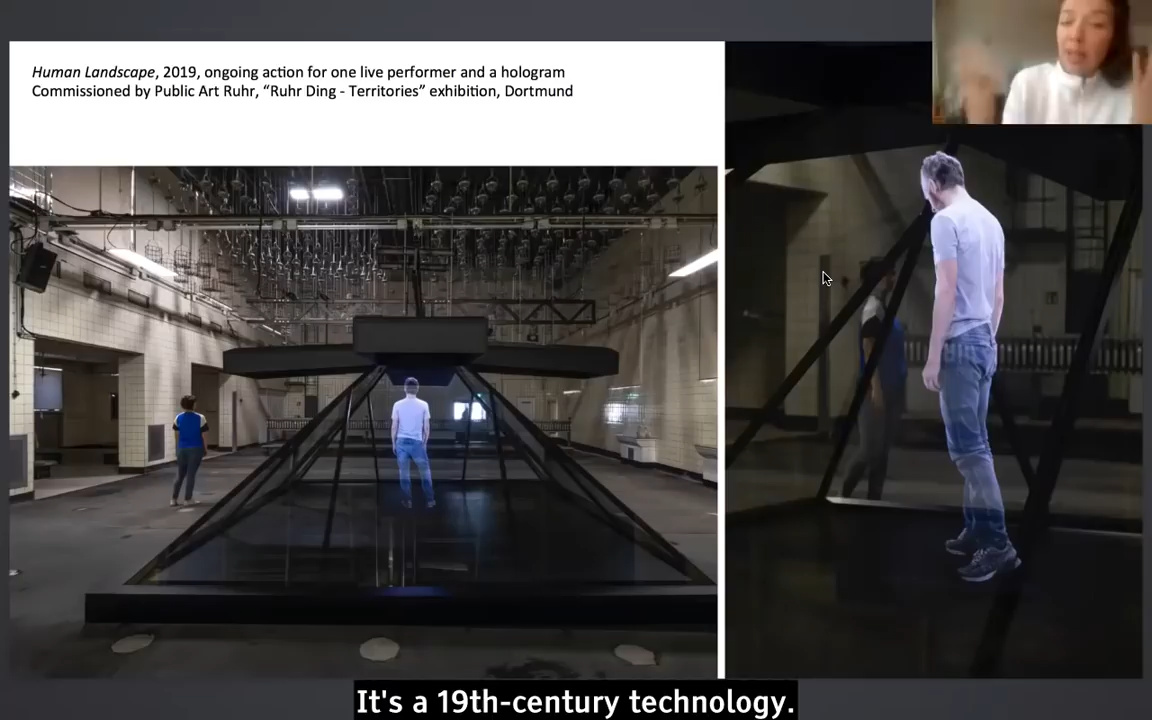 Human Landscape, 2019, ongoing action for one live performer and a hologram
Commissioned by Public Art Ruhr, “Ruhr Ding - Territories” exhibition, Dortmund
It's a 19th-century technology.